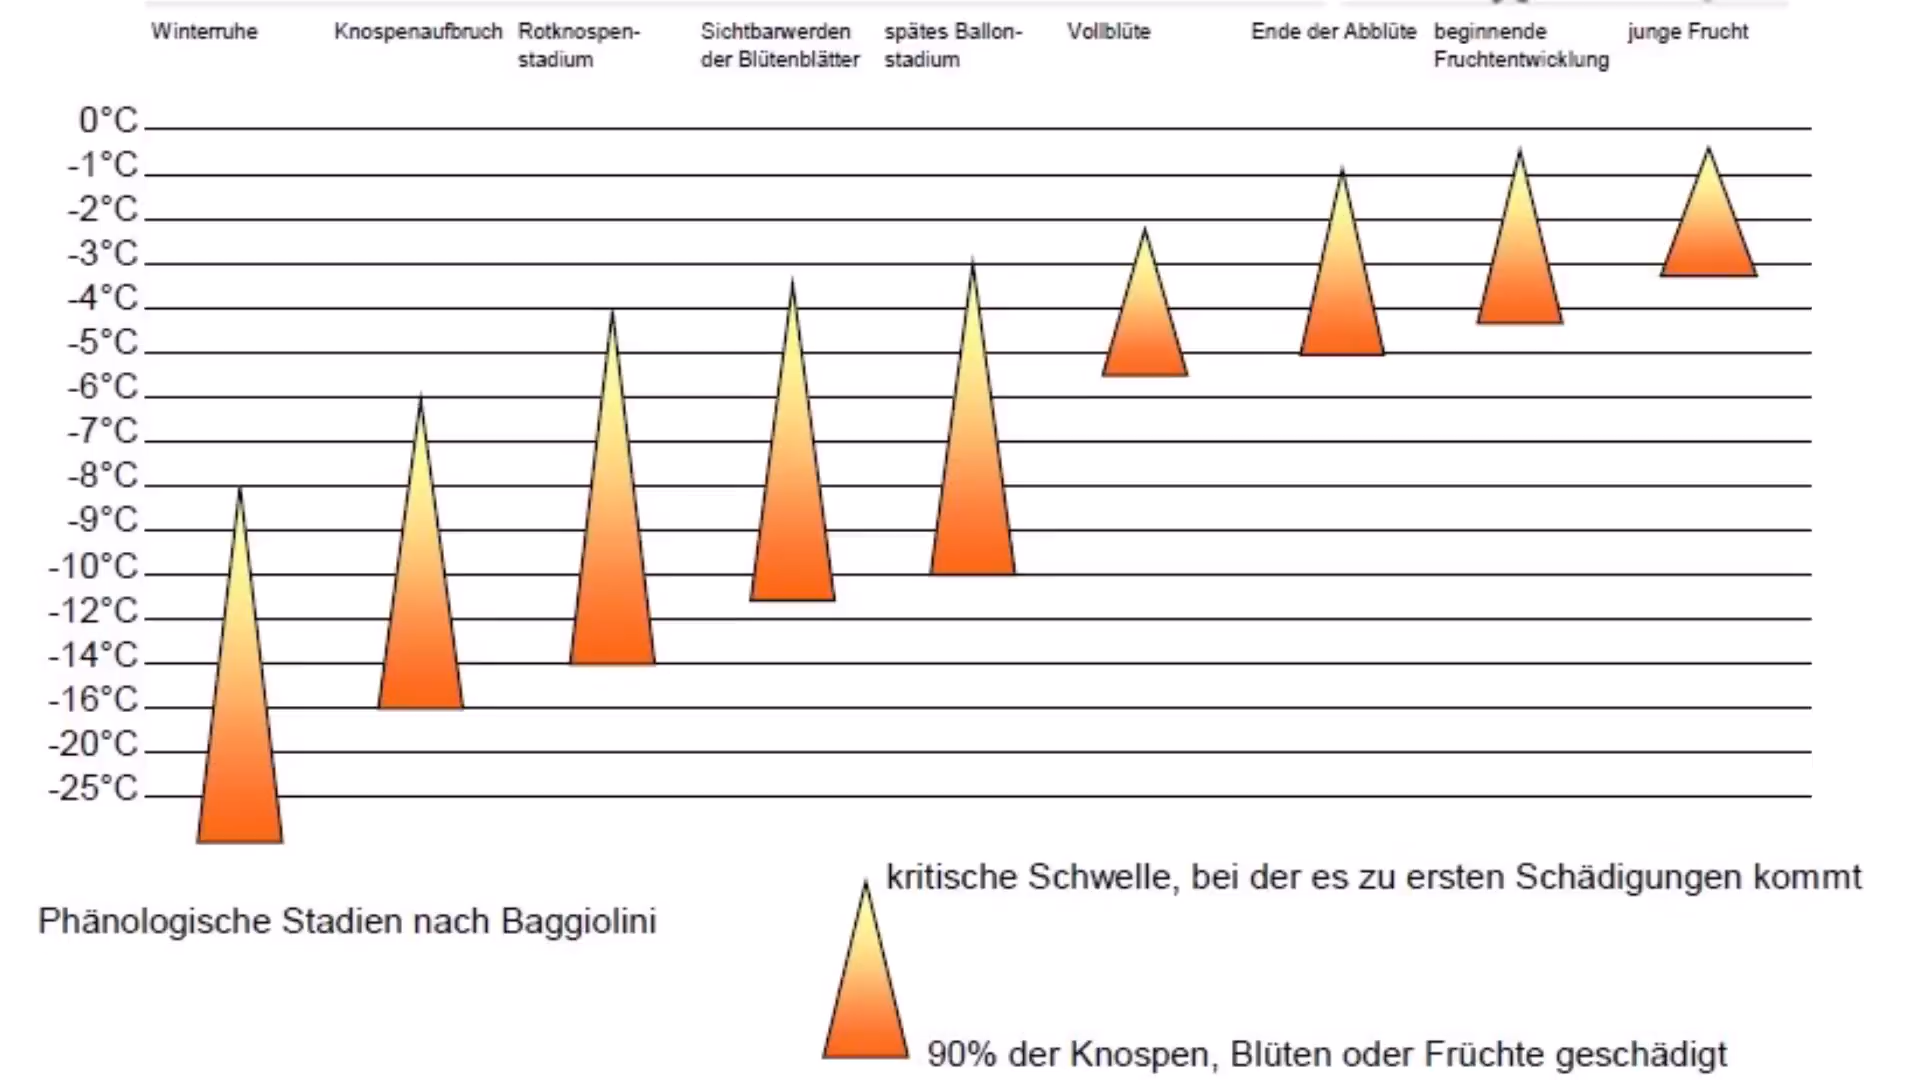 Winterruhe
Knospenaufbruch
Rotknospen-
stadium
Sichtbarwerden
der Blütenblätter
spätes Ballon-
stadium
Vollblüte
Ende der Abblüte
beginnende
Fruchtentwicklung
junge Frucht
0°C
-1°C
-2°C
-3°C
-4°C
-5°C
-6°C
-7°C
-8°C
-9°C
-10°C
-12°C
-14°C
-16°C
-20°C
-25°C
kritische Schwelle, bei der es zu ersten Schädigungen kommt
Phänologische Stadien nach Baggiolini
90% der Knospen, Blüten oder Früchte geschädigt